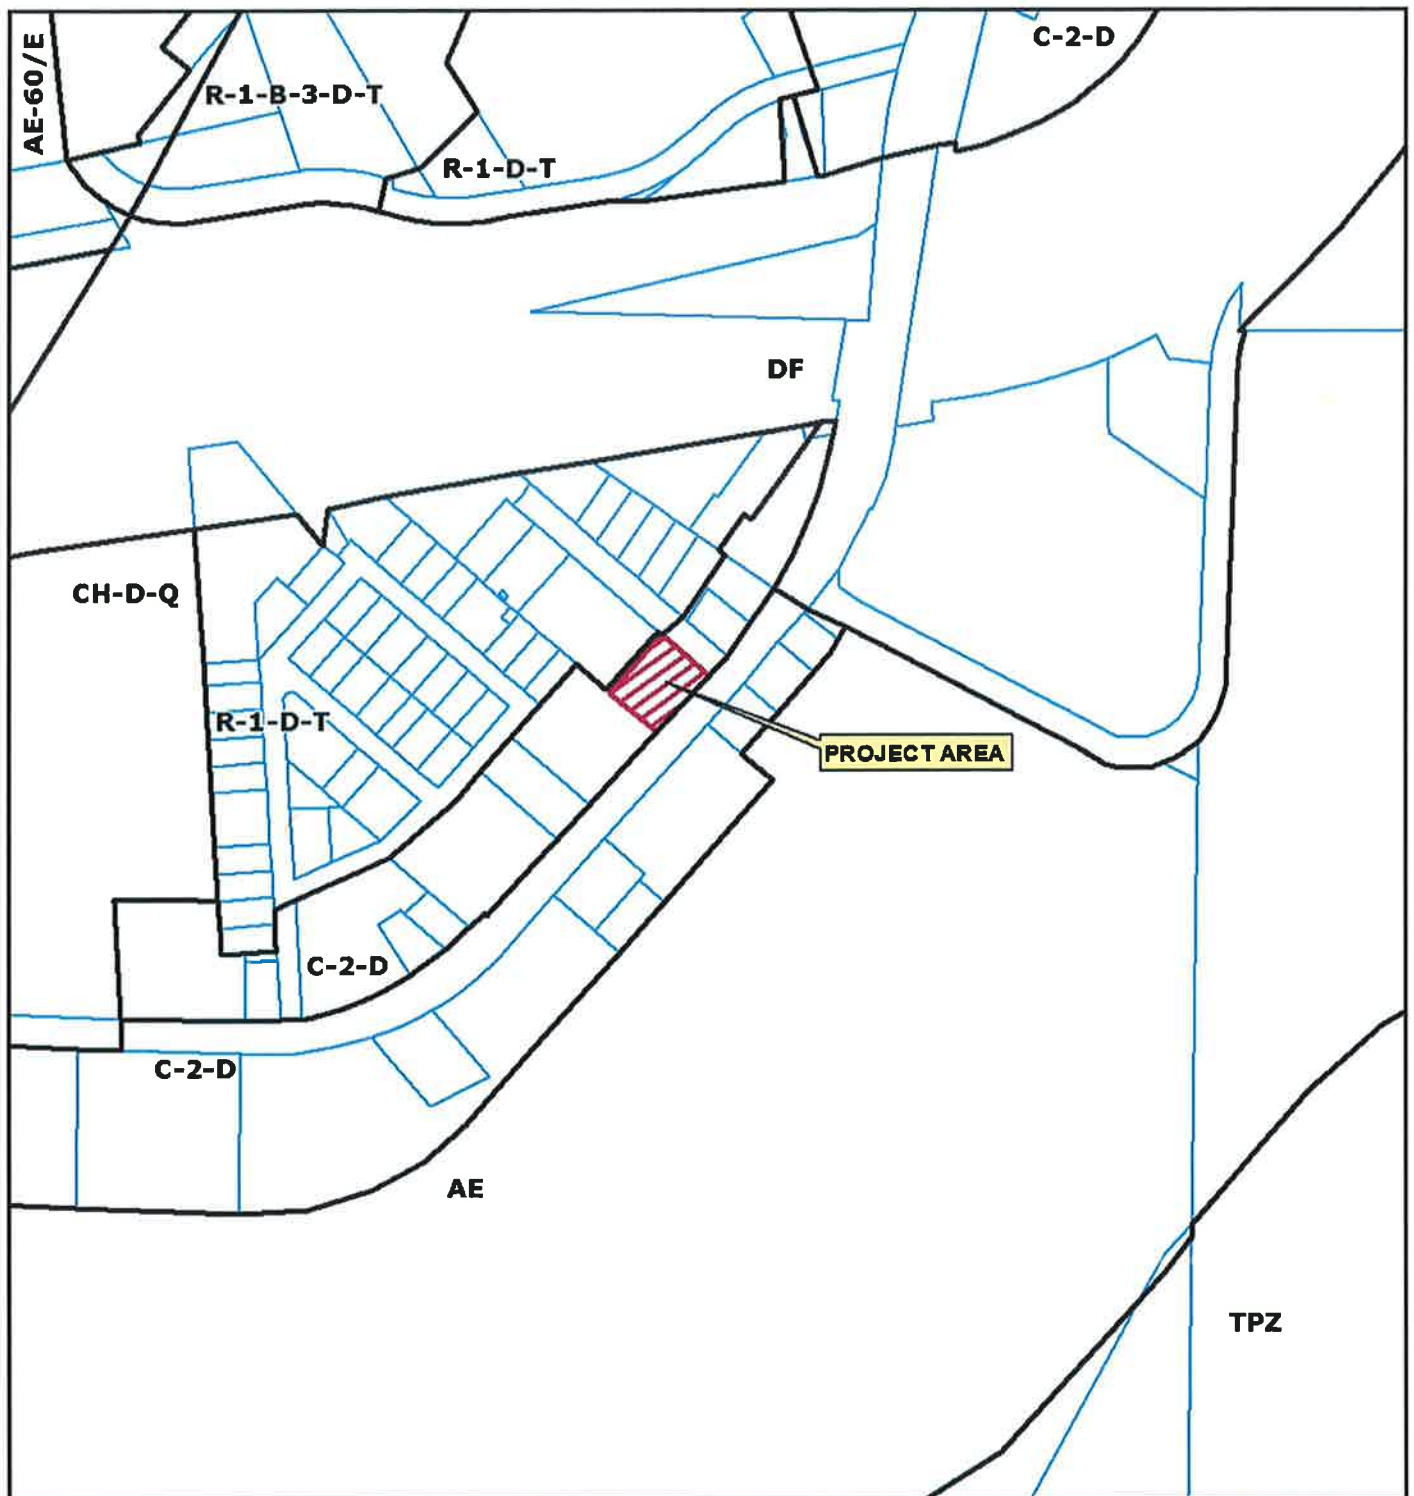 AE-60/E
C-2-D
R-1-B-3-D-T
R-1-D-T
DF
CH-D-Q
R-1-D-T
PROJECT AREA
C-2-D
C-2-D
AE
TPZ